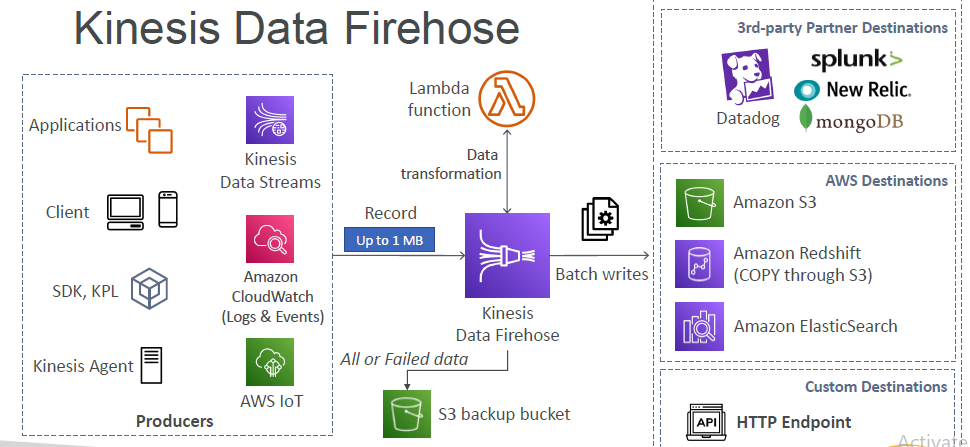 Kinesis Data Firehose
Applications
Kinesis
Data Streams
Client
Amazon
CloudWatch
(Logs & Events)
SDK, KPL
Kinesis Agent
AWS IoT
Producers
Record
Up to 1 MB
Lambda
function
Data
transformation
Kinesis
Data Firehose
All or Failed data
S3 backup bucket
Batch writes
3rd-party Partner Destinations
Datadog
splunk>
New Relic.
mongoDB
AWS Destinations
Amazon S3
Amazon Redshift
(COPY through S3)
Amazon ElasticSearch
Custom Destinations
API
HTTP Endpoint
Activate